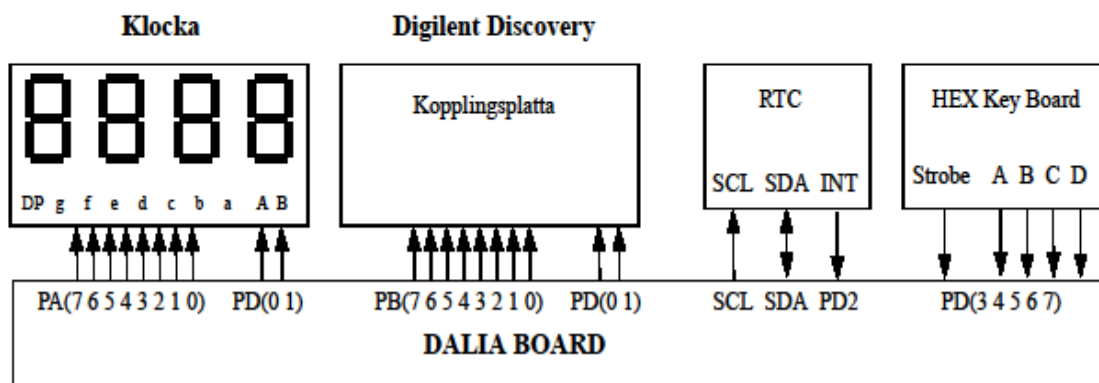 Klocka Digilent Discovery
Kopplingsplatta RTC HEX Key Board
SCL SDA INT Strobe A B C D
DP g f e d c b a A B
PA(7 6 5 4 3 2 1 0) PD(0 1) PB(7 6 5 4 3 2 1 0) PD(0 1) SCL SDA PD2 PD(3 4 5 6 7)
DALIA BOARD